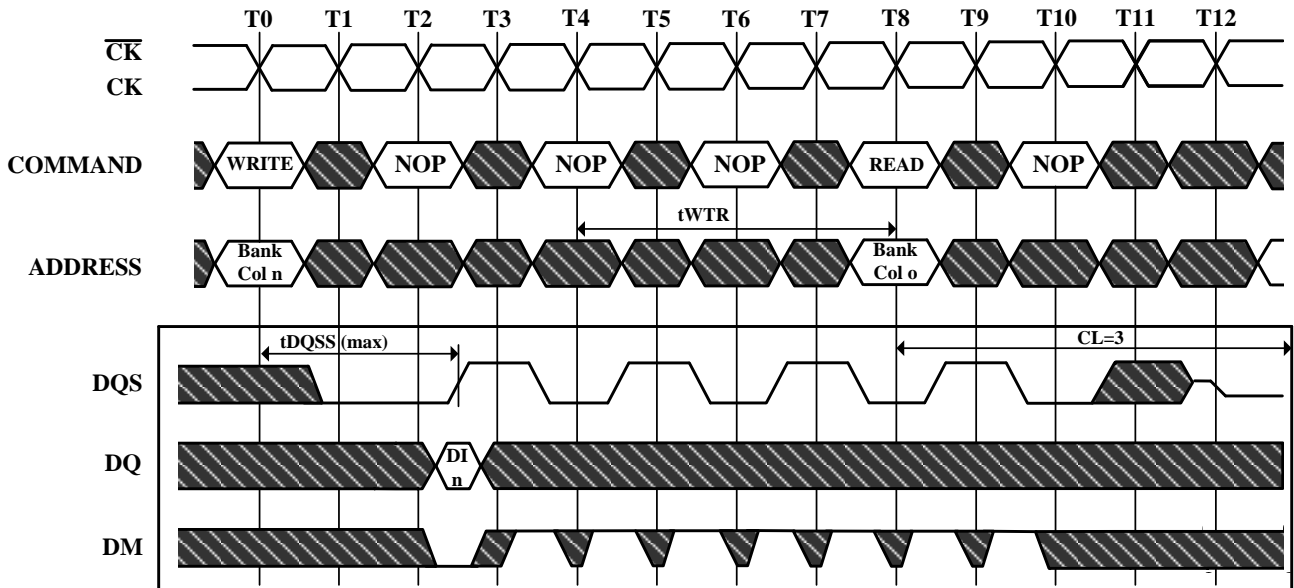 T0 T1 T2 T3 T4 T5 T6 T7 T8 T9 T10 T11 T12
CK
CK
COMMAND WRITE NOP NOP NOP READ NOP
tWTR
ADDRESS Bank Col n Bank Col o
tDQSS (max) CL=3
DQS
DQ DI n
DM